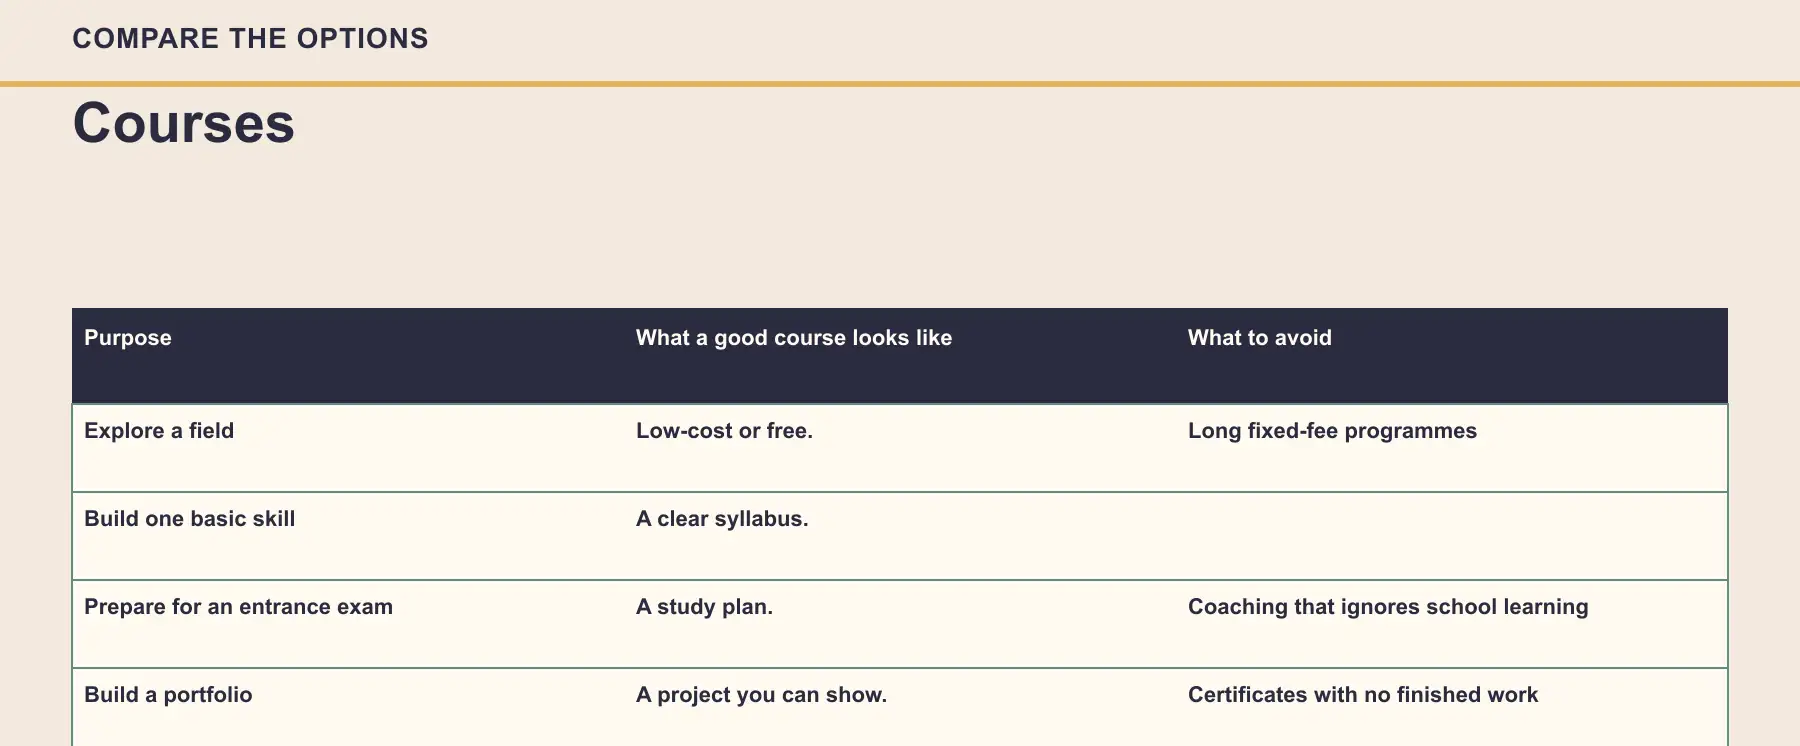 COMPARE THE OPTIONS
Courses
Purpose What a good course looks like What to avoid
Explore a field Low-cost or free. Long fixed-fee programmes
Build one basic skill A clear syllabus.
Prepare for an entrance exam A study plan. Coaching that ignores school learning
Build a portfolio A project you can show. Certificates with no finished work